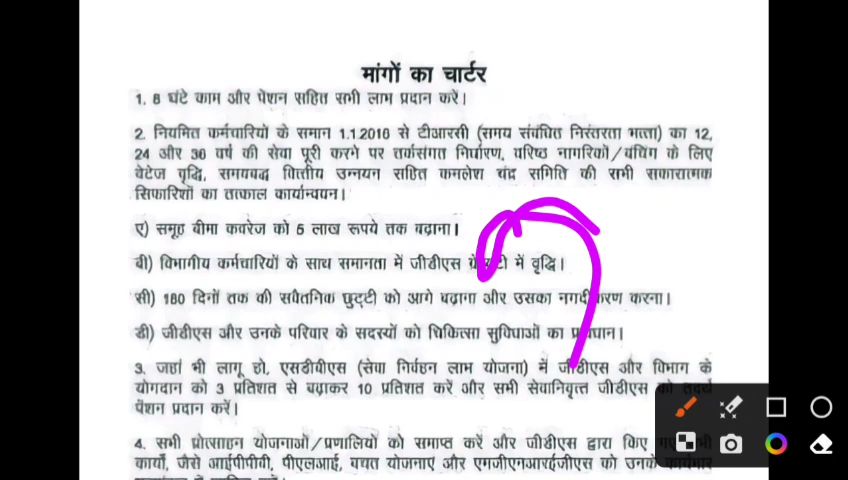 मांगों का चार्टर
1. 8 घंटे काम और पेंशन सहित सभी लाभ प्रदान करें।
2. नियमित कर्मचारियों के समान 1.1.2016 से टीआरसी (समय संबंधित निरंतरता भत्ता) का 12,
24 और 36 वर्ष की सेवा पूरी करने पर तर्कसंगत निर्धारण, वरिष्ठ नागरिकों/वंचिंग के लिए
वेटेज वृद्धि, समयबद्ध वित्तीय उन्नयन सहित कमलेश चंद्र समिति की सभी सकारात्मक
सिफारिशों का तत्काल कार्यान्वयन।
ए) समूह बीमा कवरेज को 5 लाख रूपये तक बढ़ाना।
बी) विभागीय कर्मचारियों के साथ समानता में जीडीएस में वृद्धि।
सी) 180 दिनों तक की सवैतनिक छुट्टी को आगे बढ़ाना और उसका नगदीकरण करना।
डी) जीडीएस और उनके परिवार के सदस्यों को चिकित्सा सुविधाओं का प्रावधान।
3. जहां भी लागू हो, एसडीबीएस (सेवा निर्वहन लाभ योजना) में जीडीएस और विभाग के
योगदान को 3 प्रतिशत से बढ़ाकर 10 प्रतिशत करें और सभी सेवानिवृत्त जीडीएस को
पेंशन प्रदान करें।
4. सभी प्रोत्साहन योजनाओं/प्रणालियों को समाप्त करें और जीडीएस द्वारा किए
कार्यों, जैसे आईपीपीबी, पीएलआई, बचत योजनाएं और एमजीएनआरईजीएस को उनके